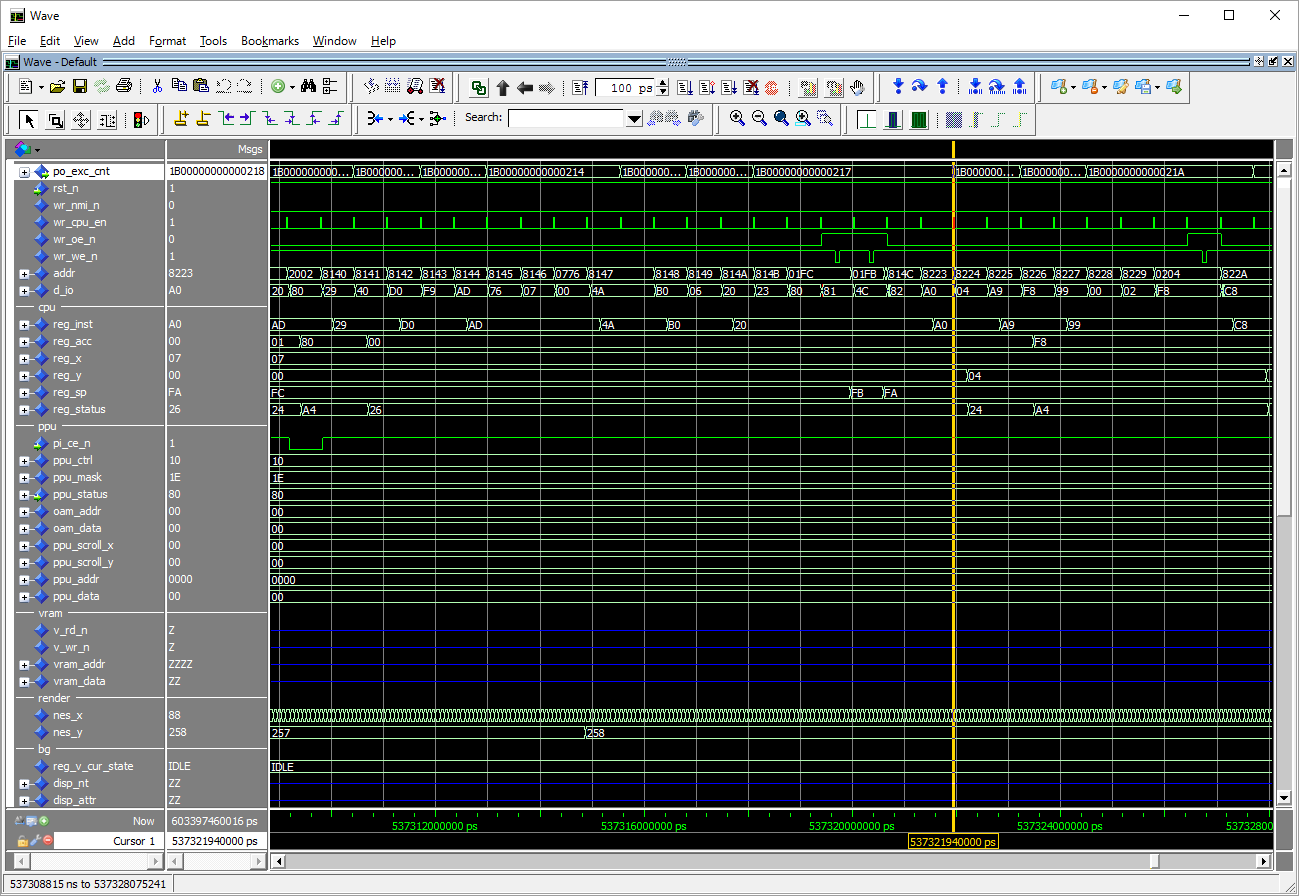 Wave
File Edit View Add Format Tools Bookmarks Window Help
Wave - Default
100 ps
Search:
Msgs
po_exc_cnt 1B00000000000218 1B000000000... 1B000000... 1B000000... 1B00000000000214 1B000000... 1B000000... 1B00000000000217 1B000000... 1B000000... 1B0000000000021A
rst_n 1
wr_nmi_n 0
wr_cpu_en 1
wr_oe_n 0
wr_we_n 1
addr 8223 2002 8140 8141 8142 8143 8144 8145 8146 0776 8147 8148 8149 814A 814B 01FC 01FB 814C 8223 8224 8225 8226 8227 8228 8229 0204 822A
d_io A0 20 80 29 40 D0 F9 AD 76 07 00 4A B0 06 20 23 80 81 4C 82 A0 04 A9 F8 99 00 02 F8 C8
cpu
reg_inst A0 AD 29 D0 AD 4A B0 20 A0 A9 99 C8
reg_acc 00 01 80 00 F8
reg_x 07 07
reg_y 00 00 04
reg_sp FA FC FB FA
reg_status 26 24 A4 26 24 A4
ppu
pi_ce_n 1
ppu_ctrl 10 10
ppu_mask 1E 1E
ppu_status 80 80
oam_addr 00 00
oam_data 00 00
ppu_scroll_x 00 00
ppu_scroll_y 00 00
ppu_addr 0000 0000
ppu_data 00 00
vram
v_rd_n Z
v_wr_n Z
vram_addr ZZZZ
vram_data ZZ
render
nes_x 88
nes_y 258 257 258
bg
reg_v_cur_state IDLE IDLE
disp_nt ZZ
disp_attr ZZ
Now 603397460016 ps 537312000000 ps 537316000000 ps 537320000000 ps 537324000000 ps 537328000
Cursor 1 537321940000 ps 537321940000 ps
537308815 ns to 537328075241